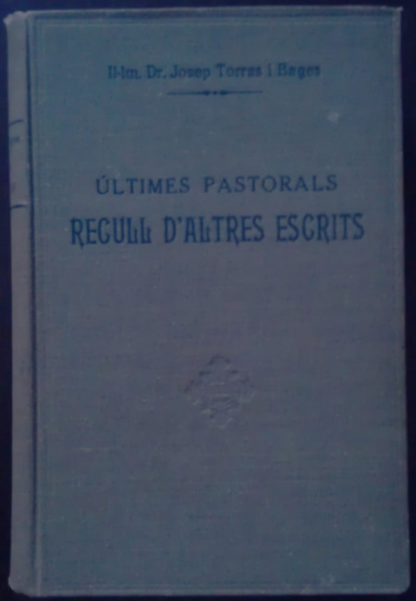 Il·lm. Dr. Josep Torras i Bages
ÚLTIMES PASTORALS
RECULL D'ALTRES ESCRITS